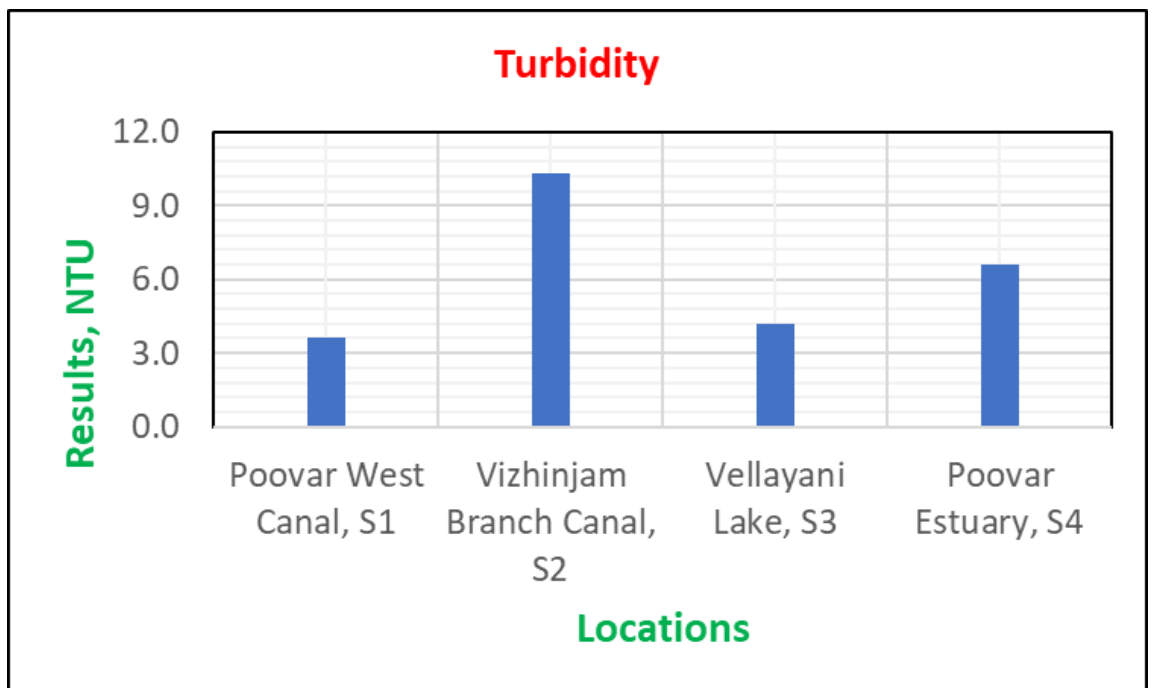 Turbidity
12.0
9.0
6.0
3.0
0.0
Results, NTU
Poovar West
Canal, S1
Vizhinjam
Branch Canal,
S2
Vellayani
Lake, S3
Poovar
Estuary, S4
Locations